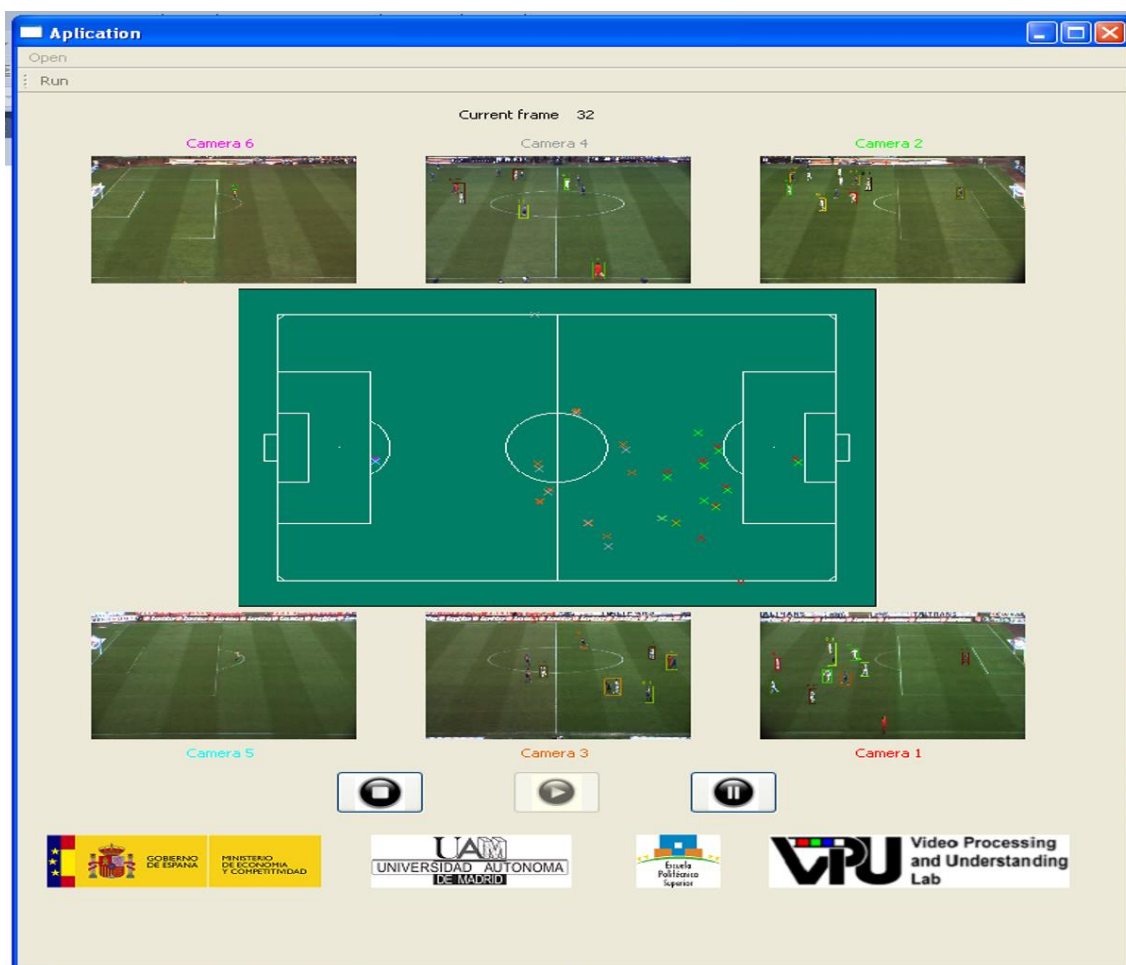 Aplication
Open
Run
Current frame 32
Camera 6
Camera 4
Camera 2
Camera 5
Camera 3
Camera 1
GOBIERNO
DE ESPAÑA
MINISTERIO
DE ECONOMIA
Y COMPETITIVIDAD
UAM
UNIVERSIDAD AUTONOMA
DE MADRID
Escuela
Politécnica
Superior
VPU
Video Processing
and Understanding
Lab